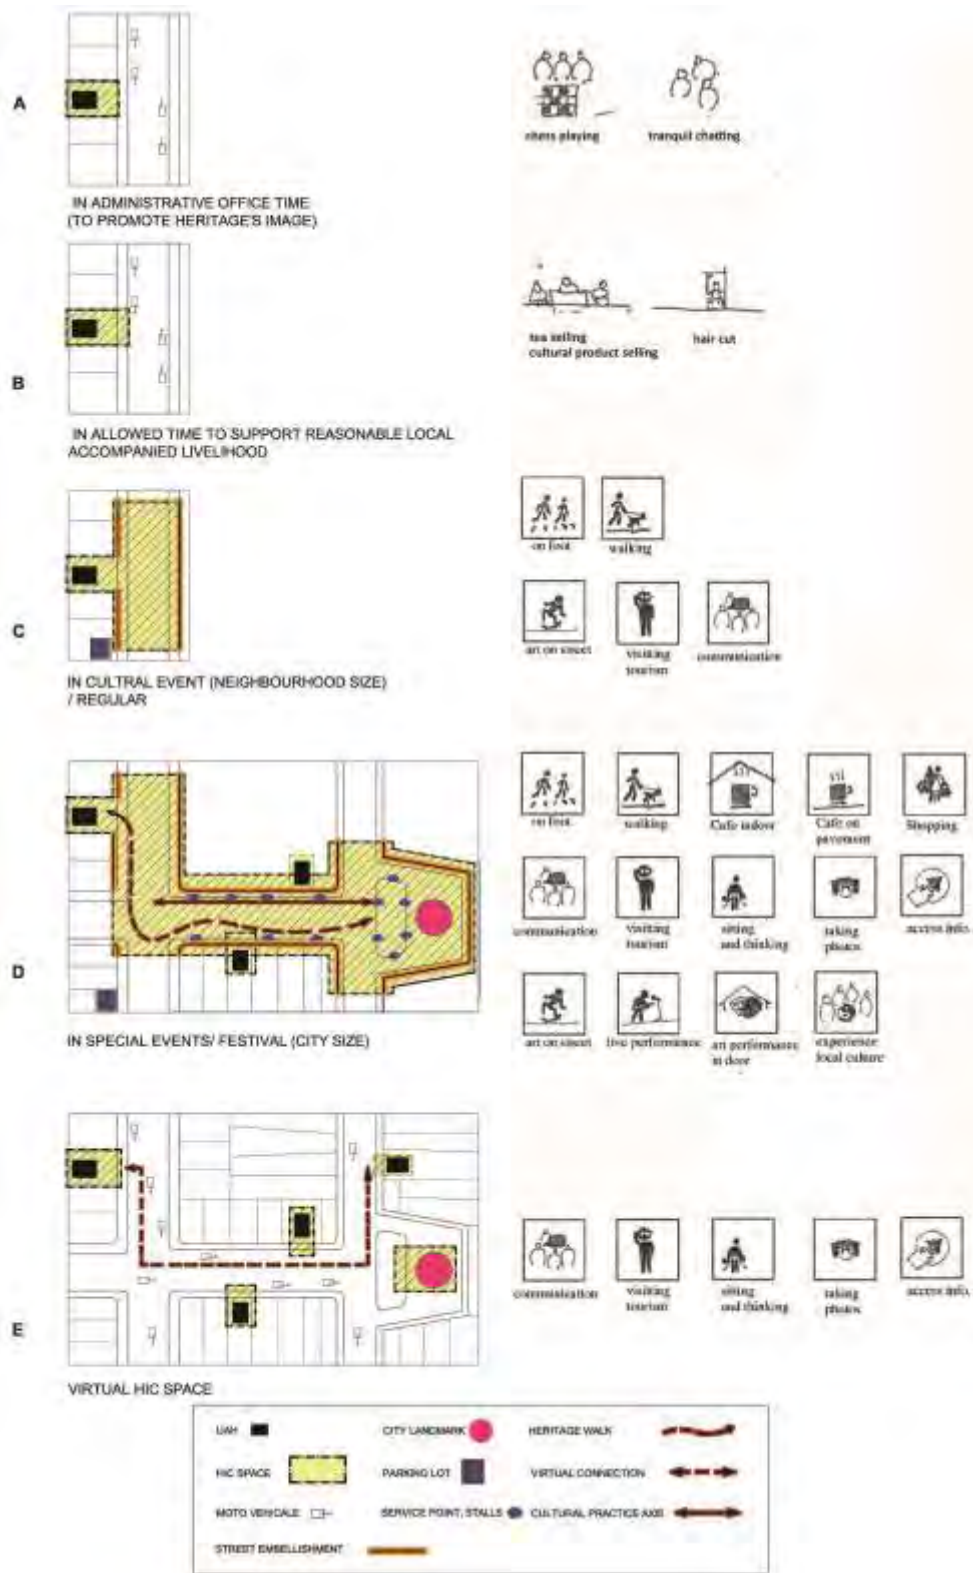 A
chess playing
tranquil chatting
IN ADMINISTRATIVE OFFICE TIME
(TO PROMOTE HERITAGE'S IMAGE)
B
tea selling
cultural product selling
hair cut
IN ALLOWED TIME TO SUPPORT REASONABLE LOCAL
ACCOMPANIED LIVELIHOOD
C
on foot
walking
art on street
visiting
tourism
communication
IN CULTRAL EVENT (NEIGHBOURHOOD SIZE)
/ REGULAR
D
on foot
walking
Cafe indoor
Cafe on
pavement
Shopping
communication
visiting
tourism
sitting
and thinking
taking
photos
access info.
art on street
live performance
art performance
in door
experience
local culture
IN SPECIAL EVENTS/ FESTIVAL (CITY SIZE)
E
communication
visiting
tourism
sitting
and thinking
taking
photos
access info.
VIRTUAL HIC SPACE
UAH
CITY LANDMARK
HERITAGE WALK
HIC SPACE
PARKING LOT
VIRTUAL CONNECTION
MOTO VEHICALE
SERVICE POINT, STALLS
CULTURAL PRACTICE AXIS
STREET EMBELLISHMENT